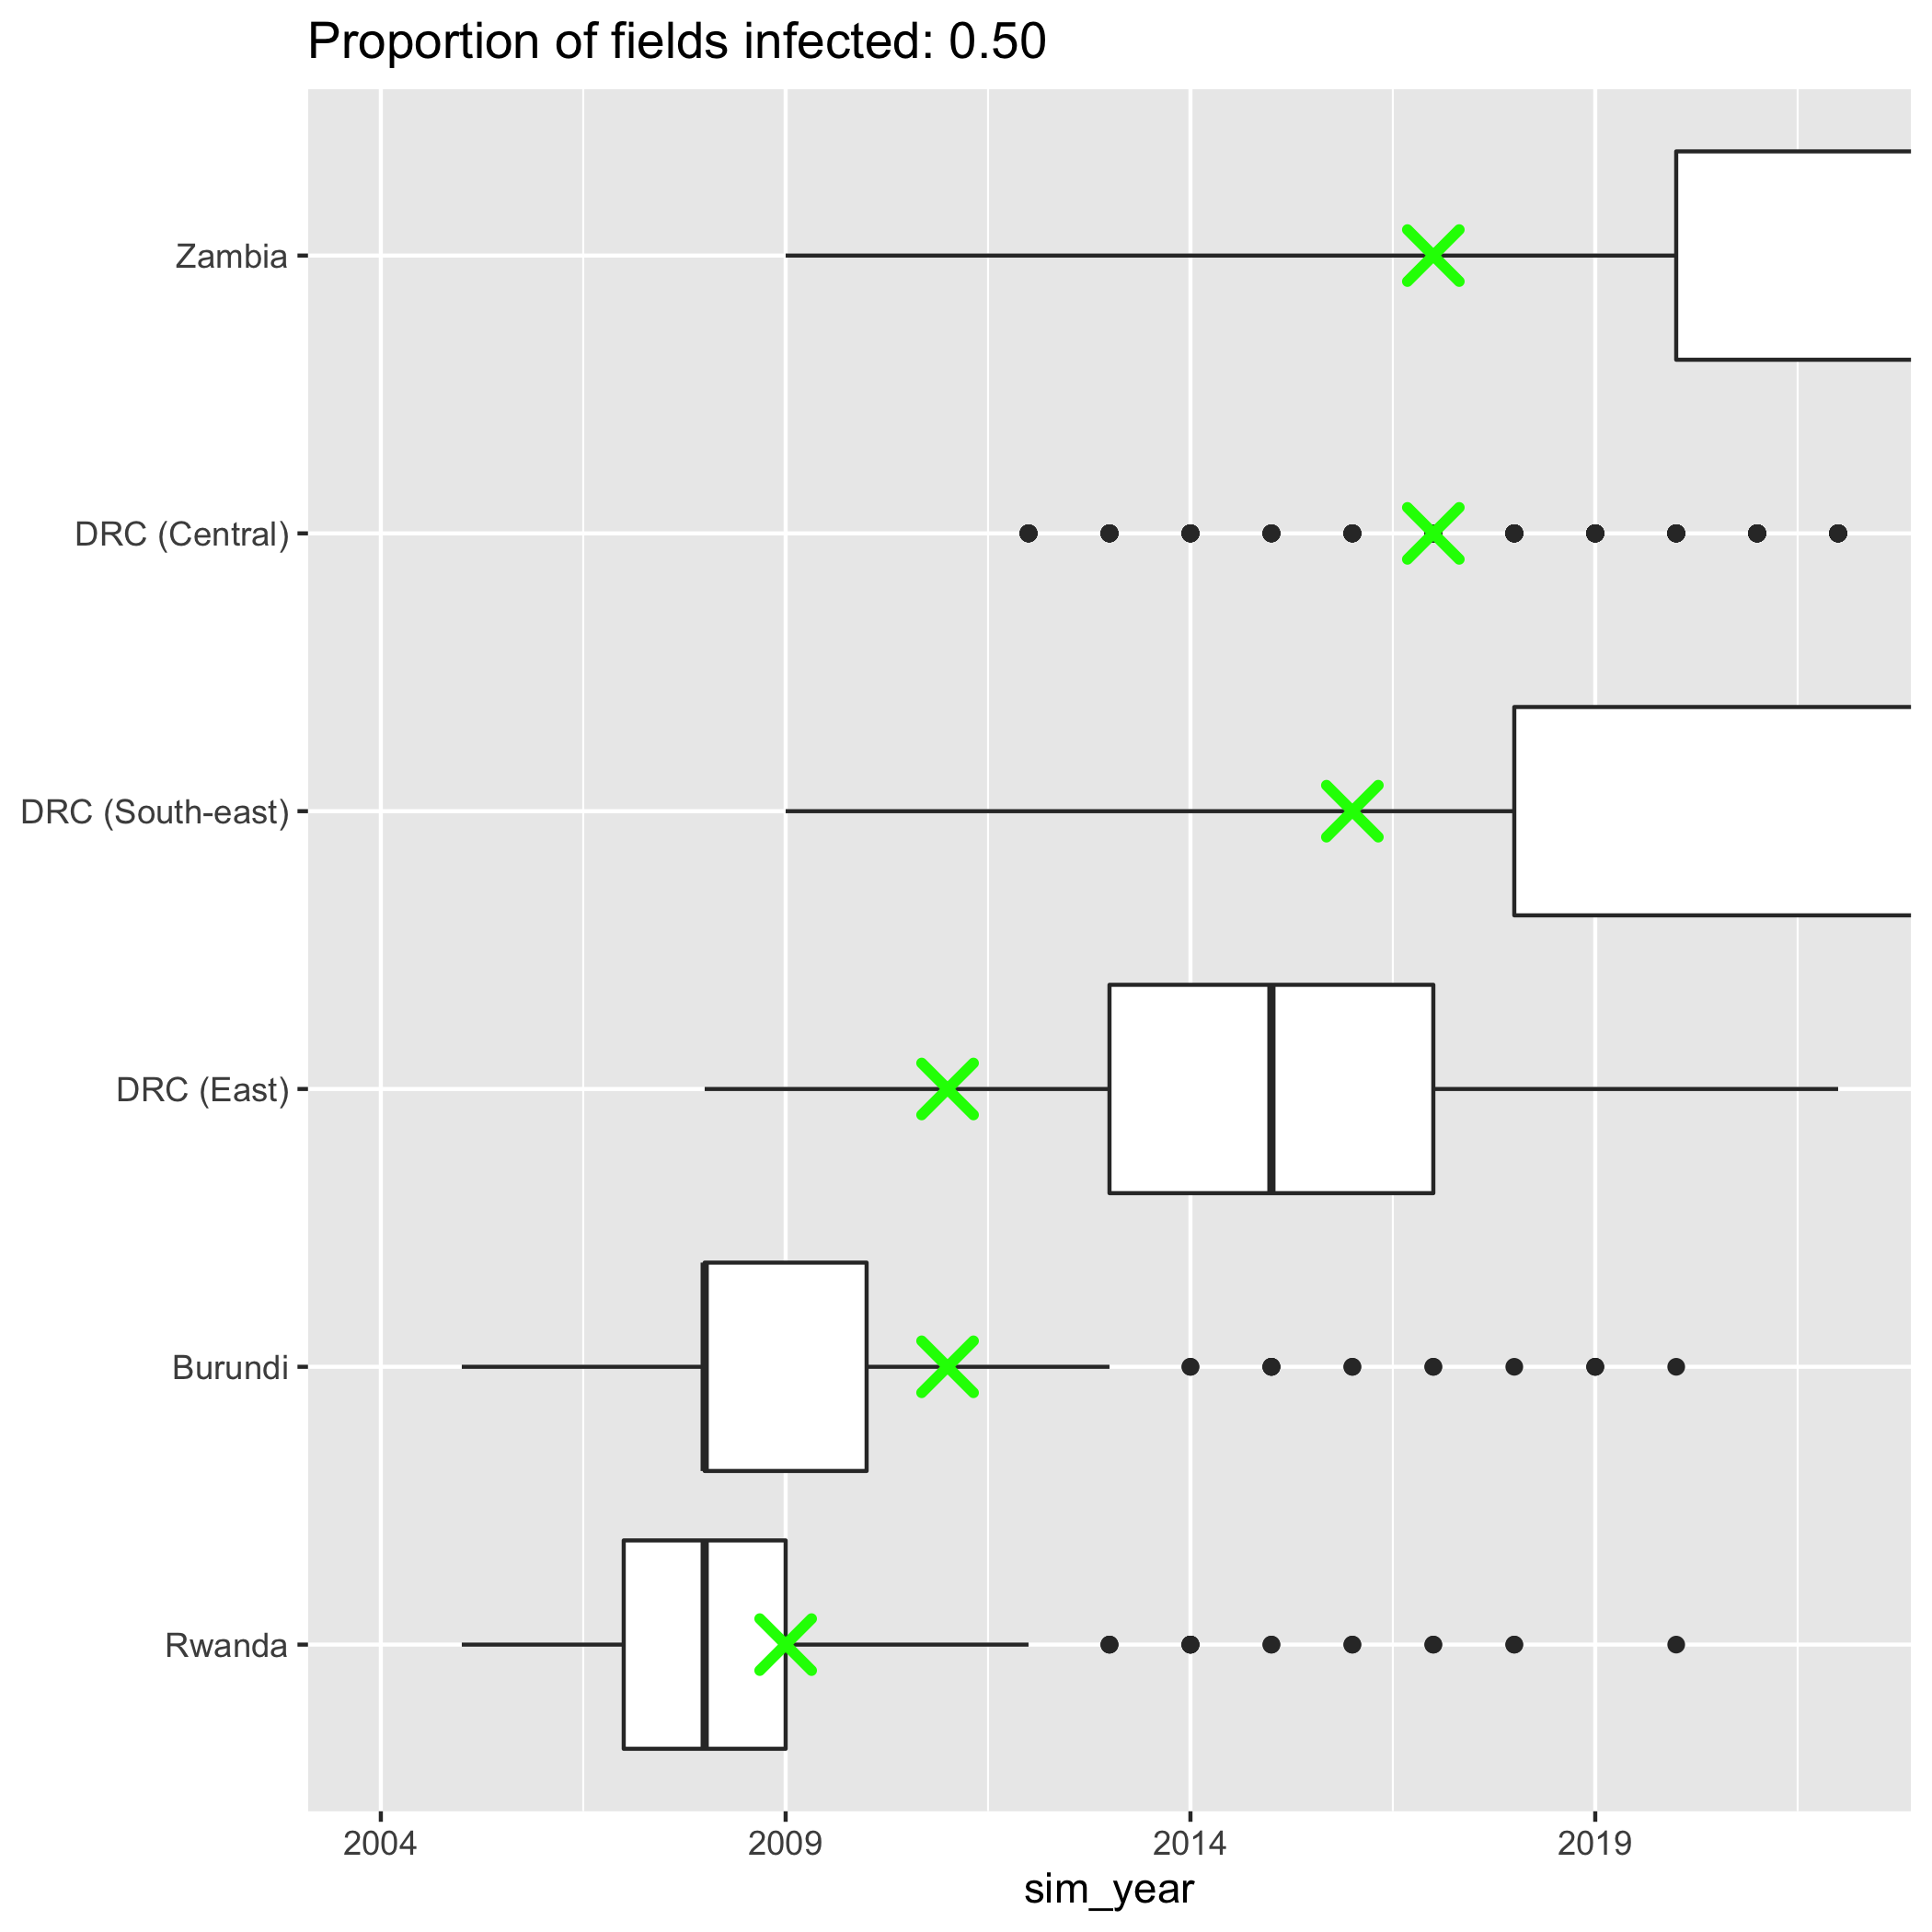 Proportion of fields infected: 0.50
Zambia
DRC (Central)
DRC (South-east)
DRC (East)
Burundi
Rwanda
2004 2009 2014 2019
sim_year